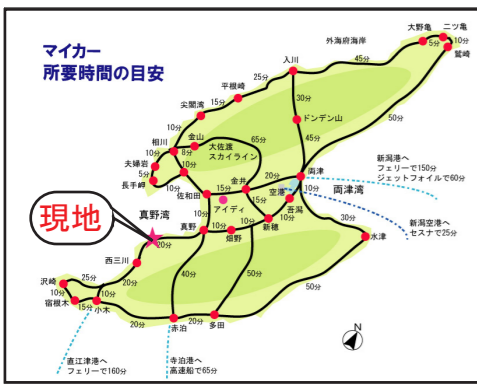 マイカー
所要時間の目安
外海府海岸
大野亀
二ツ亀
5分
10分
鷲崎
45分
入川
25分
平根崎
尖閣湾
10分
30分
ドンデン山
50分
45分
相川
金山
10分
8分
夫婦岩
5分
長手岬
10分
10分
大佐渡
スカイライン
65分
佐和田
15分
金井
20分
両津
空港
10分
両津湾
新潟港へ
フェリーで150分
ジェットフォイルで60分
アイディ
15分
吾潟
10分
新穂
新潟空港へ
セスナで25分
現地
真野湾
10分
真野
10分
畑野
30分
水津
20分
西三川
沢崎
25分
10分
宿根木
15分
小木
10分
40分
50分
50分
20分
赤泊
20分
多田
直江津港へ
フェリーで160分
寺泊港へ
高速船で65分
N